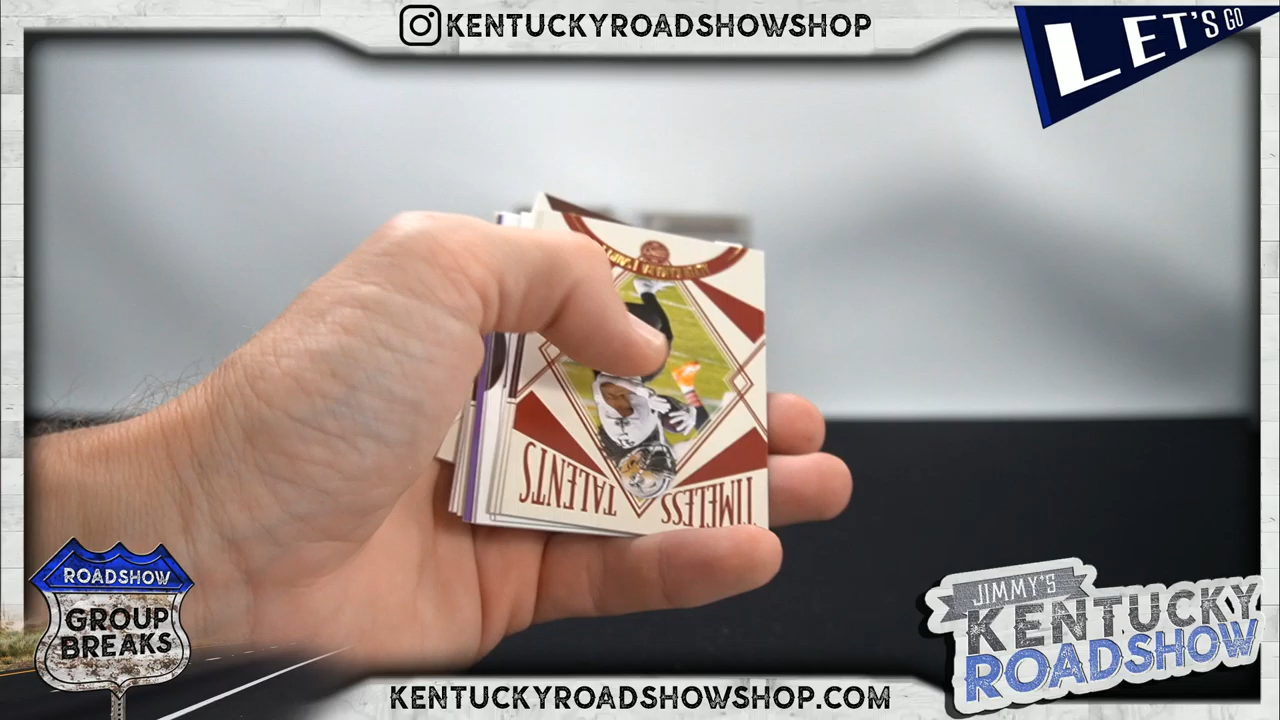 KENTUCKYROADSHOWSHOP
LET'S GO
TIMELESS TALENTS
ROADSHOW
GROUP
BREAKS
JIMMY'S
KENTUCKY
ROADSHOW
KENTUCKYROADSHOWSHOP.COM